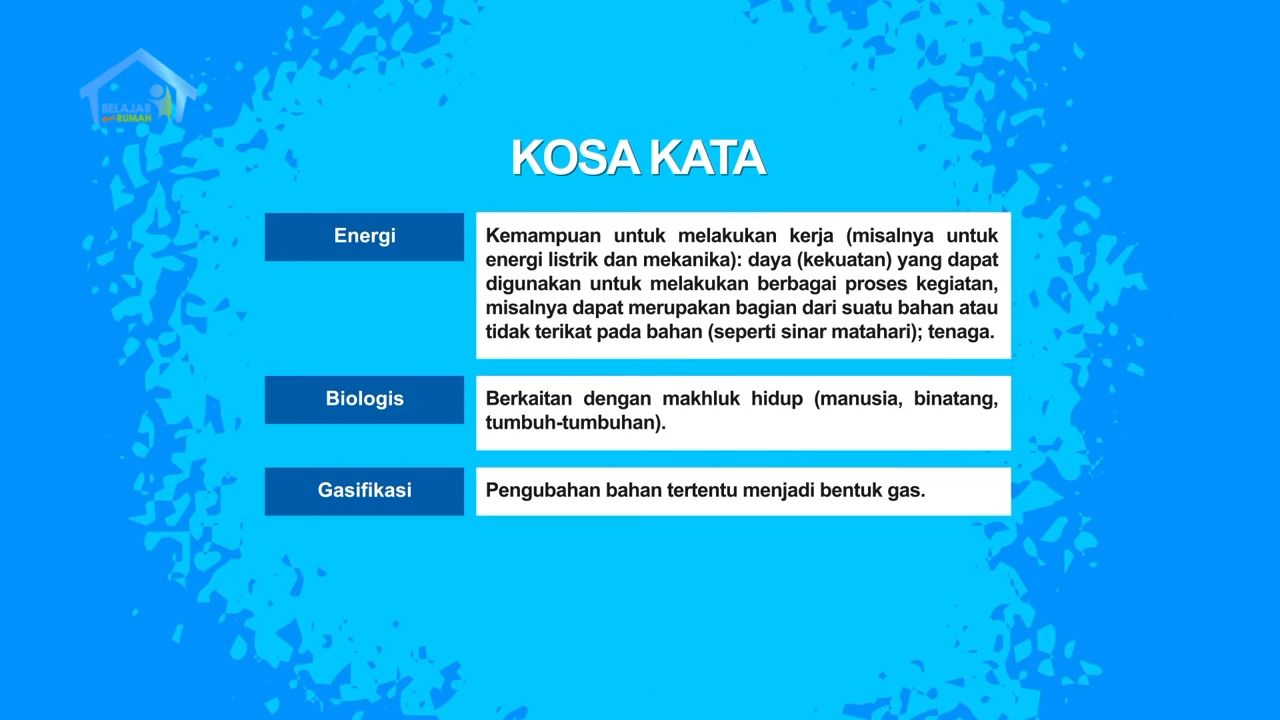 BELAJAR
RUMAH
KOSA KATA
Energi
Kemampuan untuk melakukan kerja (misalnya untuk
energi listrik dan mekanika): daya (kekuatan) yang dapat
digunakan untuk melakukan berbagai proses kegiatan,
misalnya dapat merupakan bagian dari suatu bahan atau
tidak terikat pada bahan (seperti sinar matahari); tenaga.
Biologis
Berkaitan dengan makhluk hidup (manusia, binatang,
tumbuh-tumbuhan).
Gasifikasi
Pengubahan bahan tertentu menjadi bentuk gas.